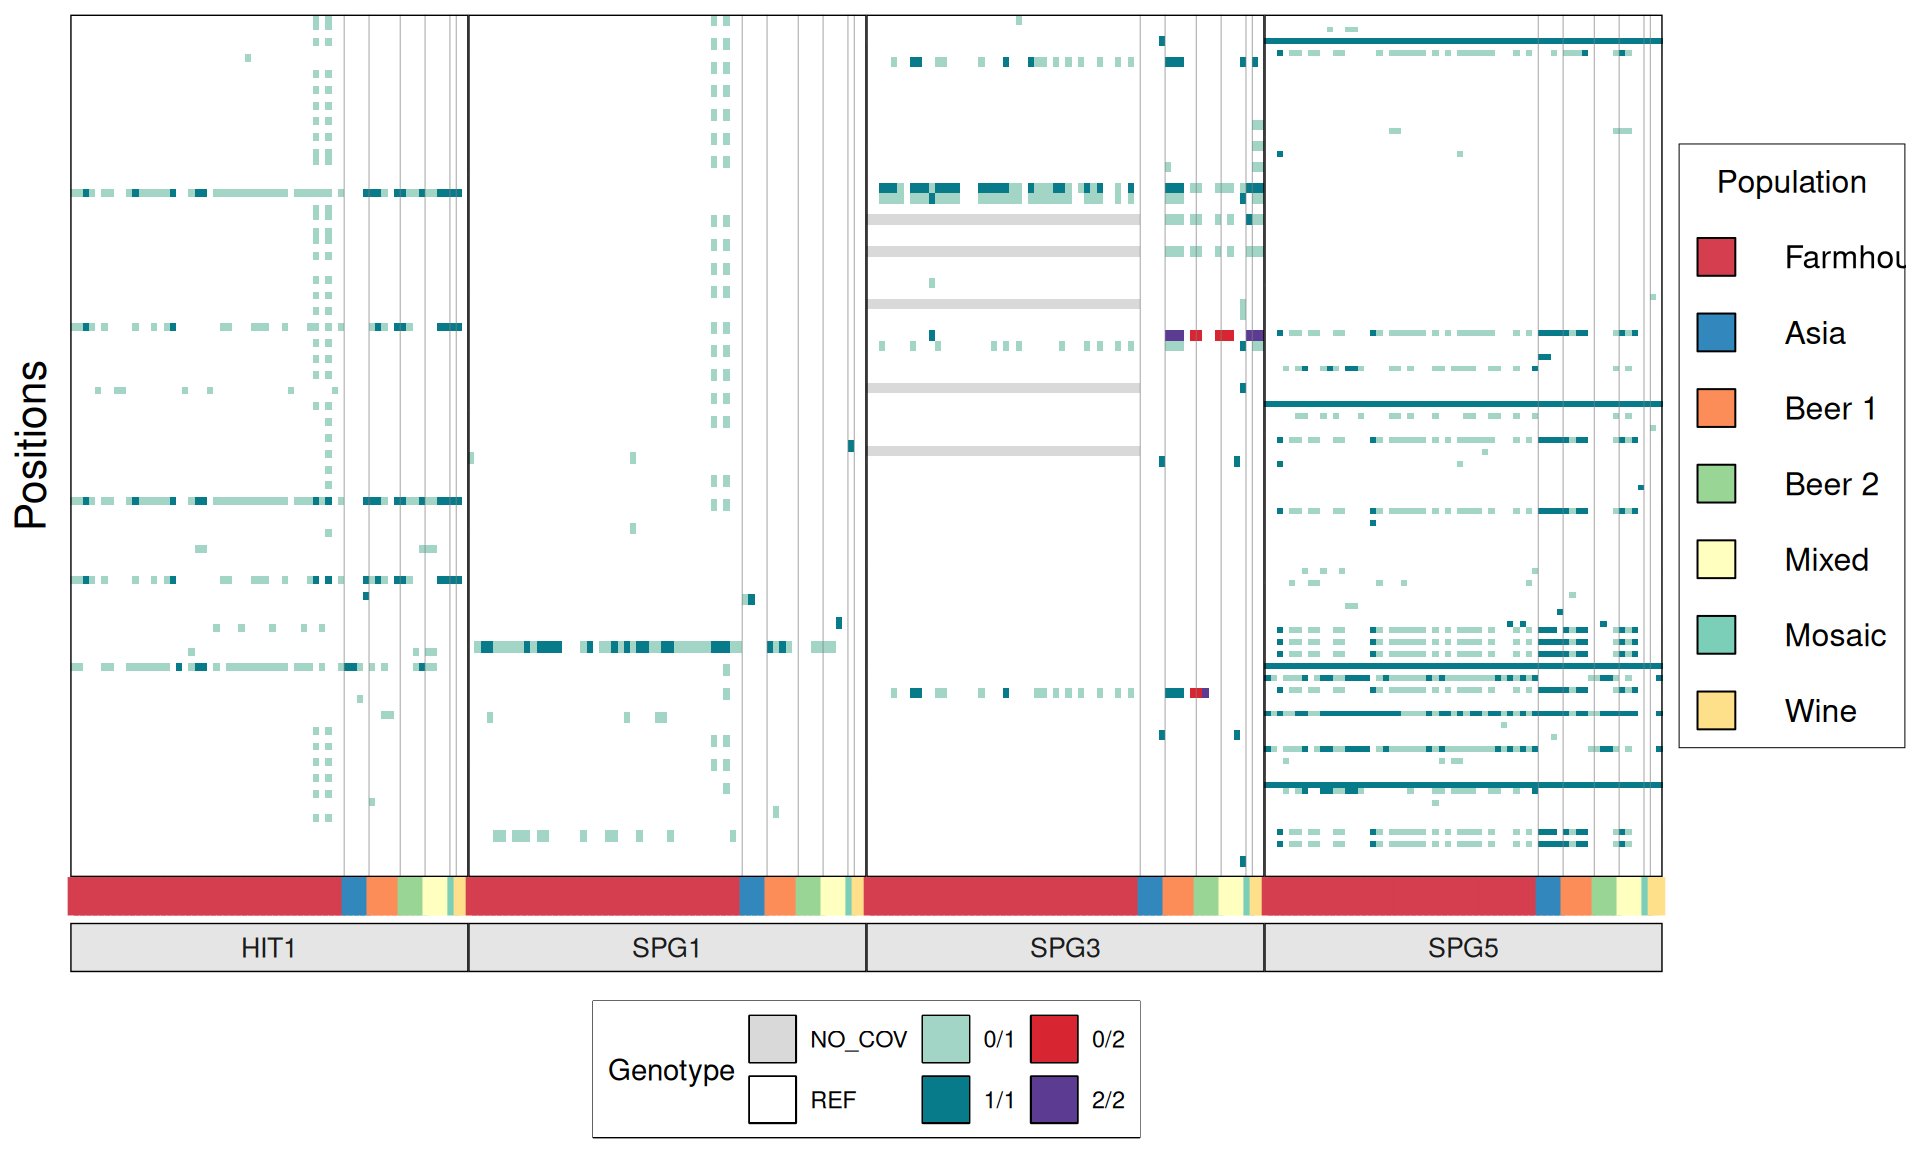 Positions
HIT1
SPG1
SPG3
SPG5
Population
Farmhou
Asia
Beer 1
Beer 2
Mixed
Mosaic
Wine
Genotype
NO_COV
0/1
0/2
REF
1/1
2/2